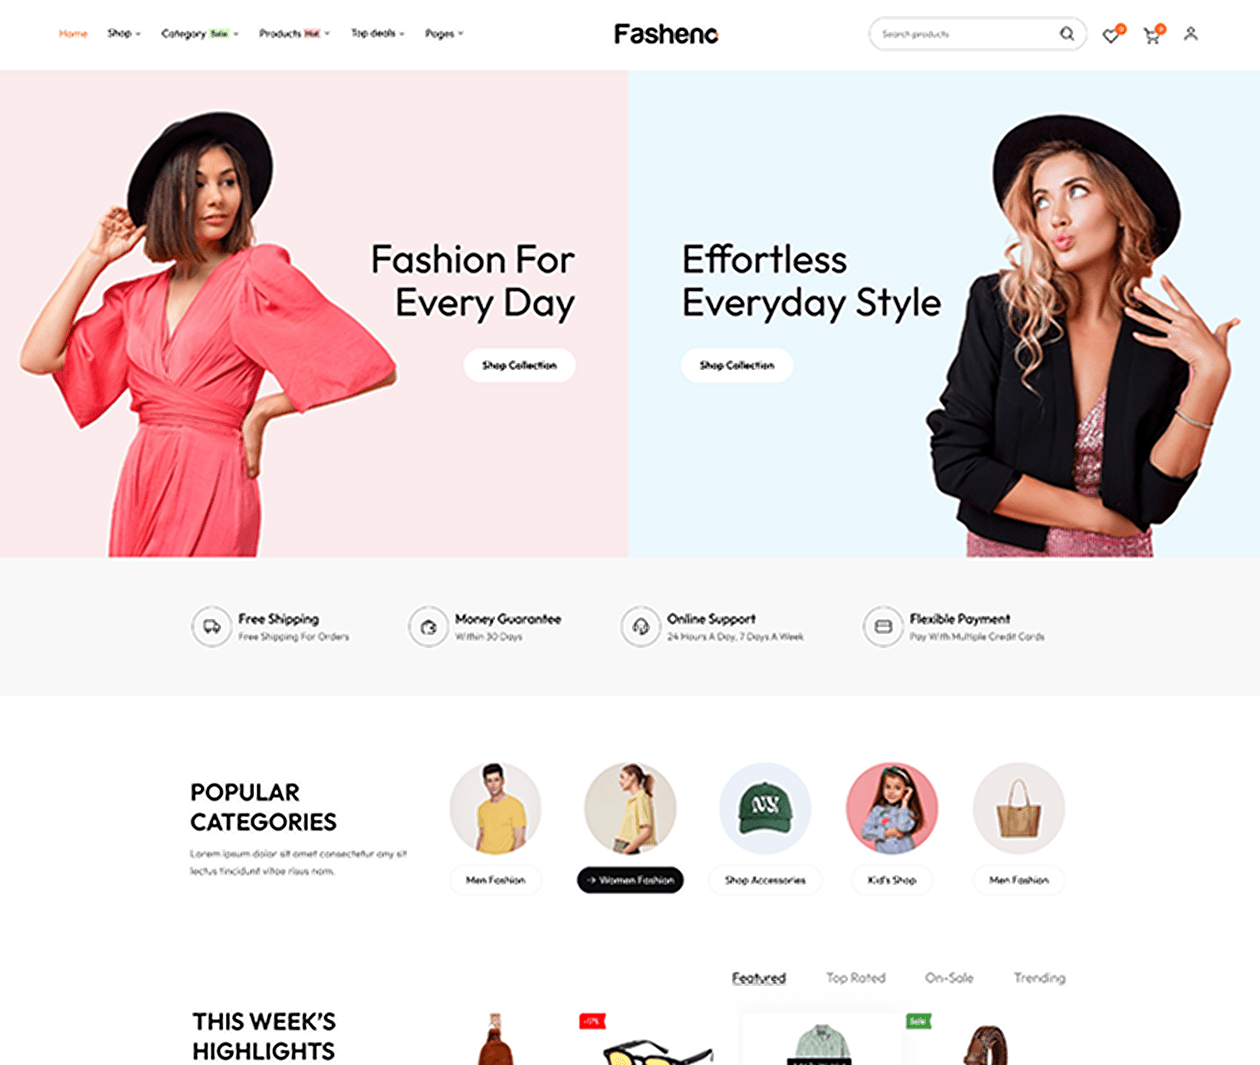 Home Shop Category Sale Products Hot Top deals Pages
Fasheno
Search products
0 0
Fashion For
Every Day
Shop Collection
Effortless
Everyday Style
Shop Collection
Free Shipping
Free Shipping For Orders
Money Guarantee
Within 30 Days
Online Support
24 Hours A Day, 7 Days A Week
Flexible Payment
Pay With Multiple Credit Cards
POPULAR
CATEGORIES
Lorem ipsum dolor sit amet consectetur any sit
lectus tincidunt vitae risus nam.
NY
Men Fashion
→ Women Fashion
Shop Accessories
Kid's Shop
Men Fashion
Featured Top Rated On-Sale Trending
THIS WEEK'S
HIGHLIGHTS
Sale